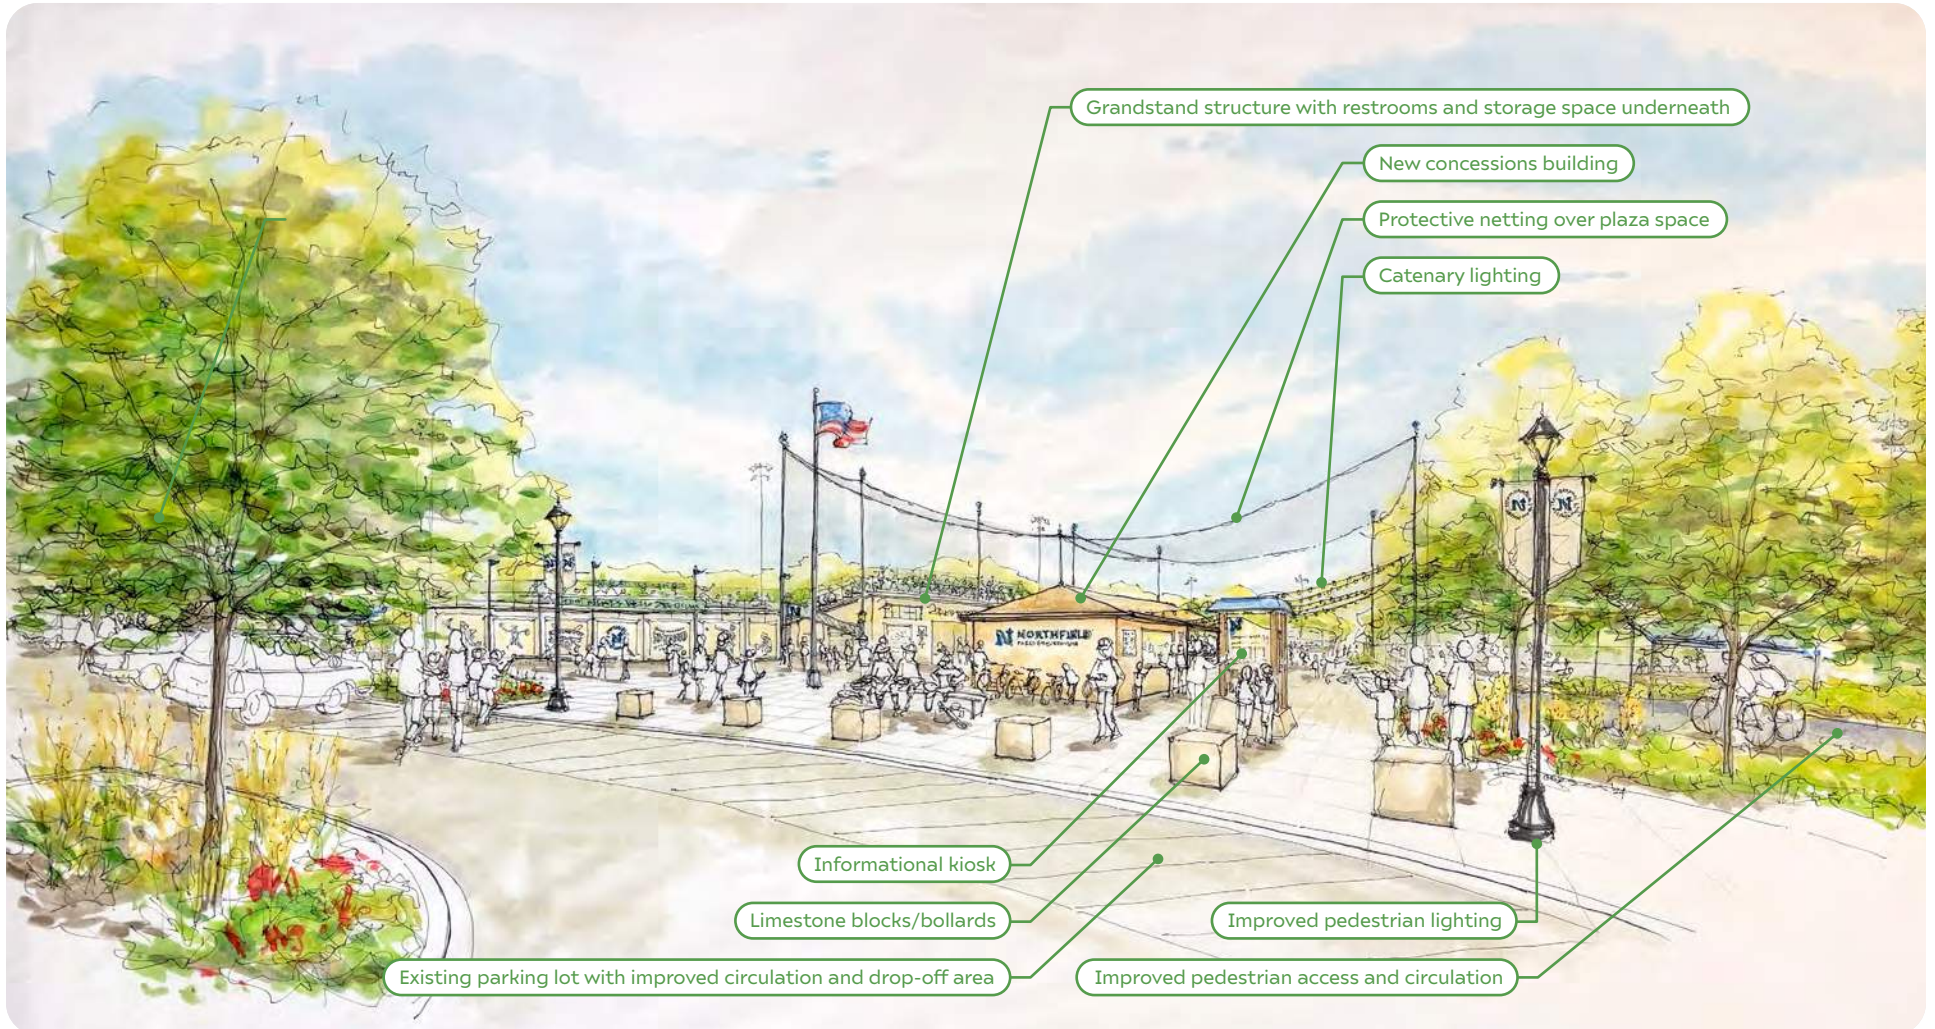 Grandstand structure with restrooms and storage space underneath
New concessions building
Protective netting over plaza space
Catenary lighting
N
N
N
N
N NORTHFIELD
N
Informational kiosk
Limestone blocks/bollards
Improved pedestrian lighting
Existing parking lot with improved circulation and drop-off area
Improved pedestrian access and circulation